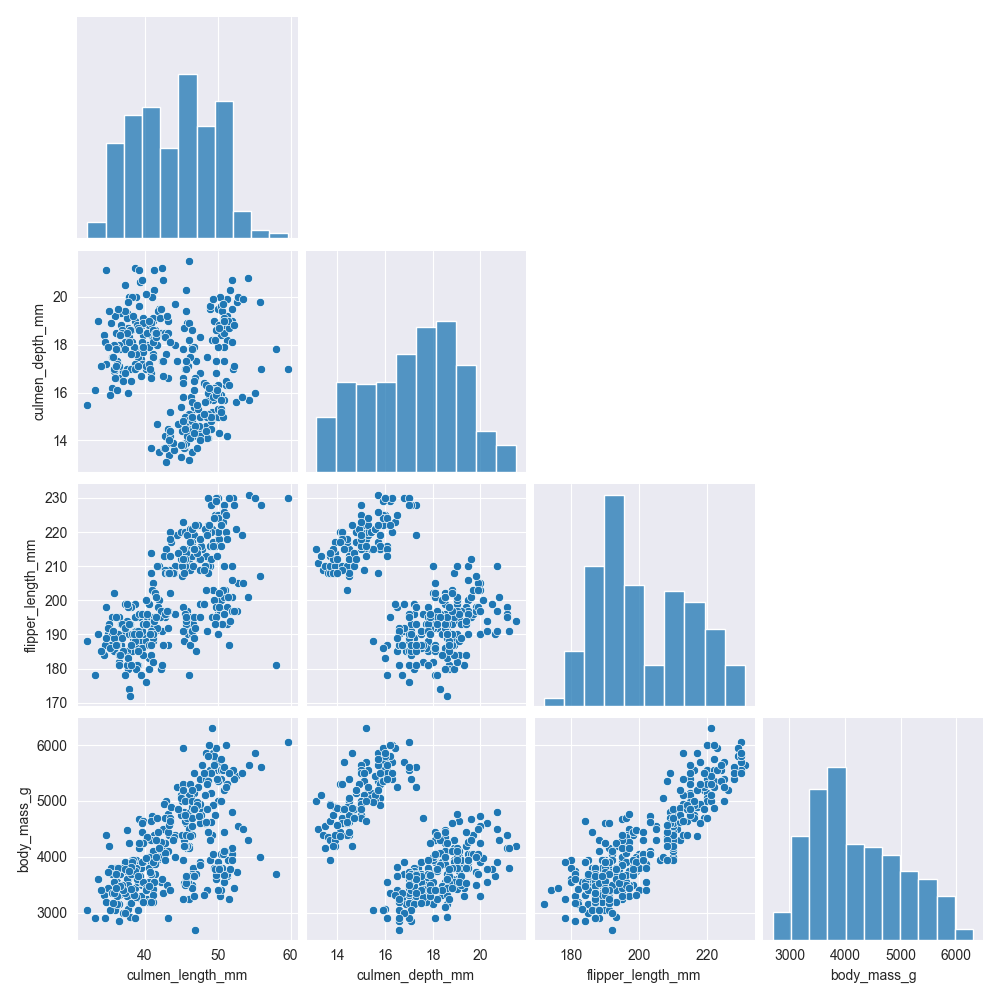 culmen_depth_mm
20
18
16
14
flipper_length_mm
230
220
210
200
190
180
170
body_mass_g
6000
5000
4000
3000
40 50 60
14 16 18 20
180 200 220
3000 4000 5000 6000
culmen_length_mm
culmen_depth_mm
flipper_length_mm
body_mass_g